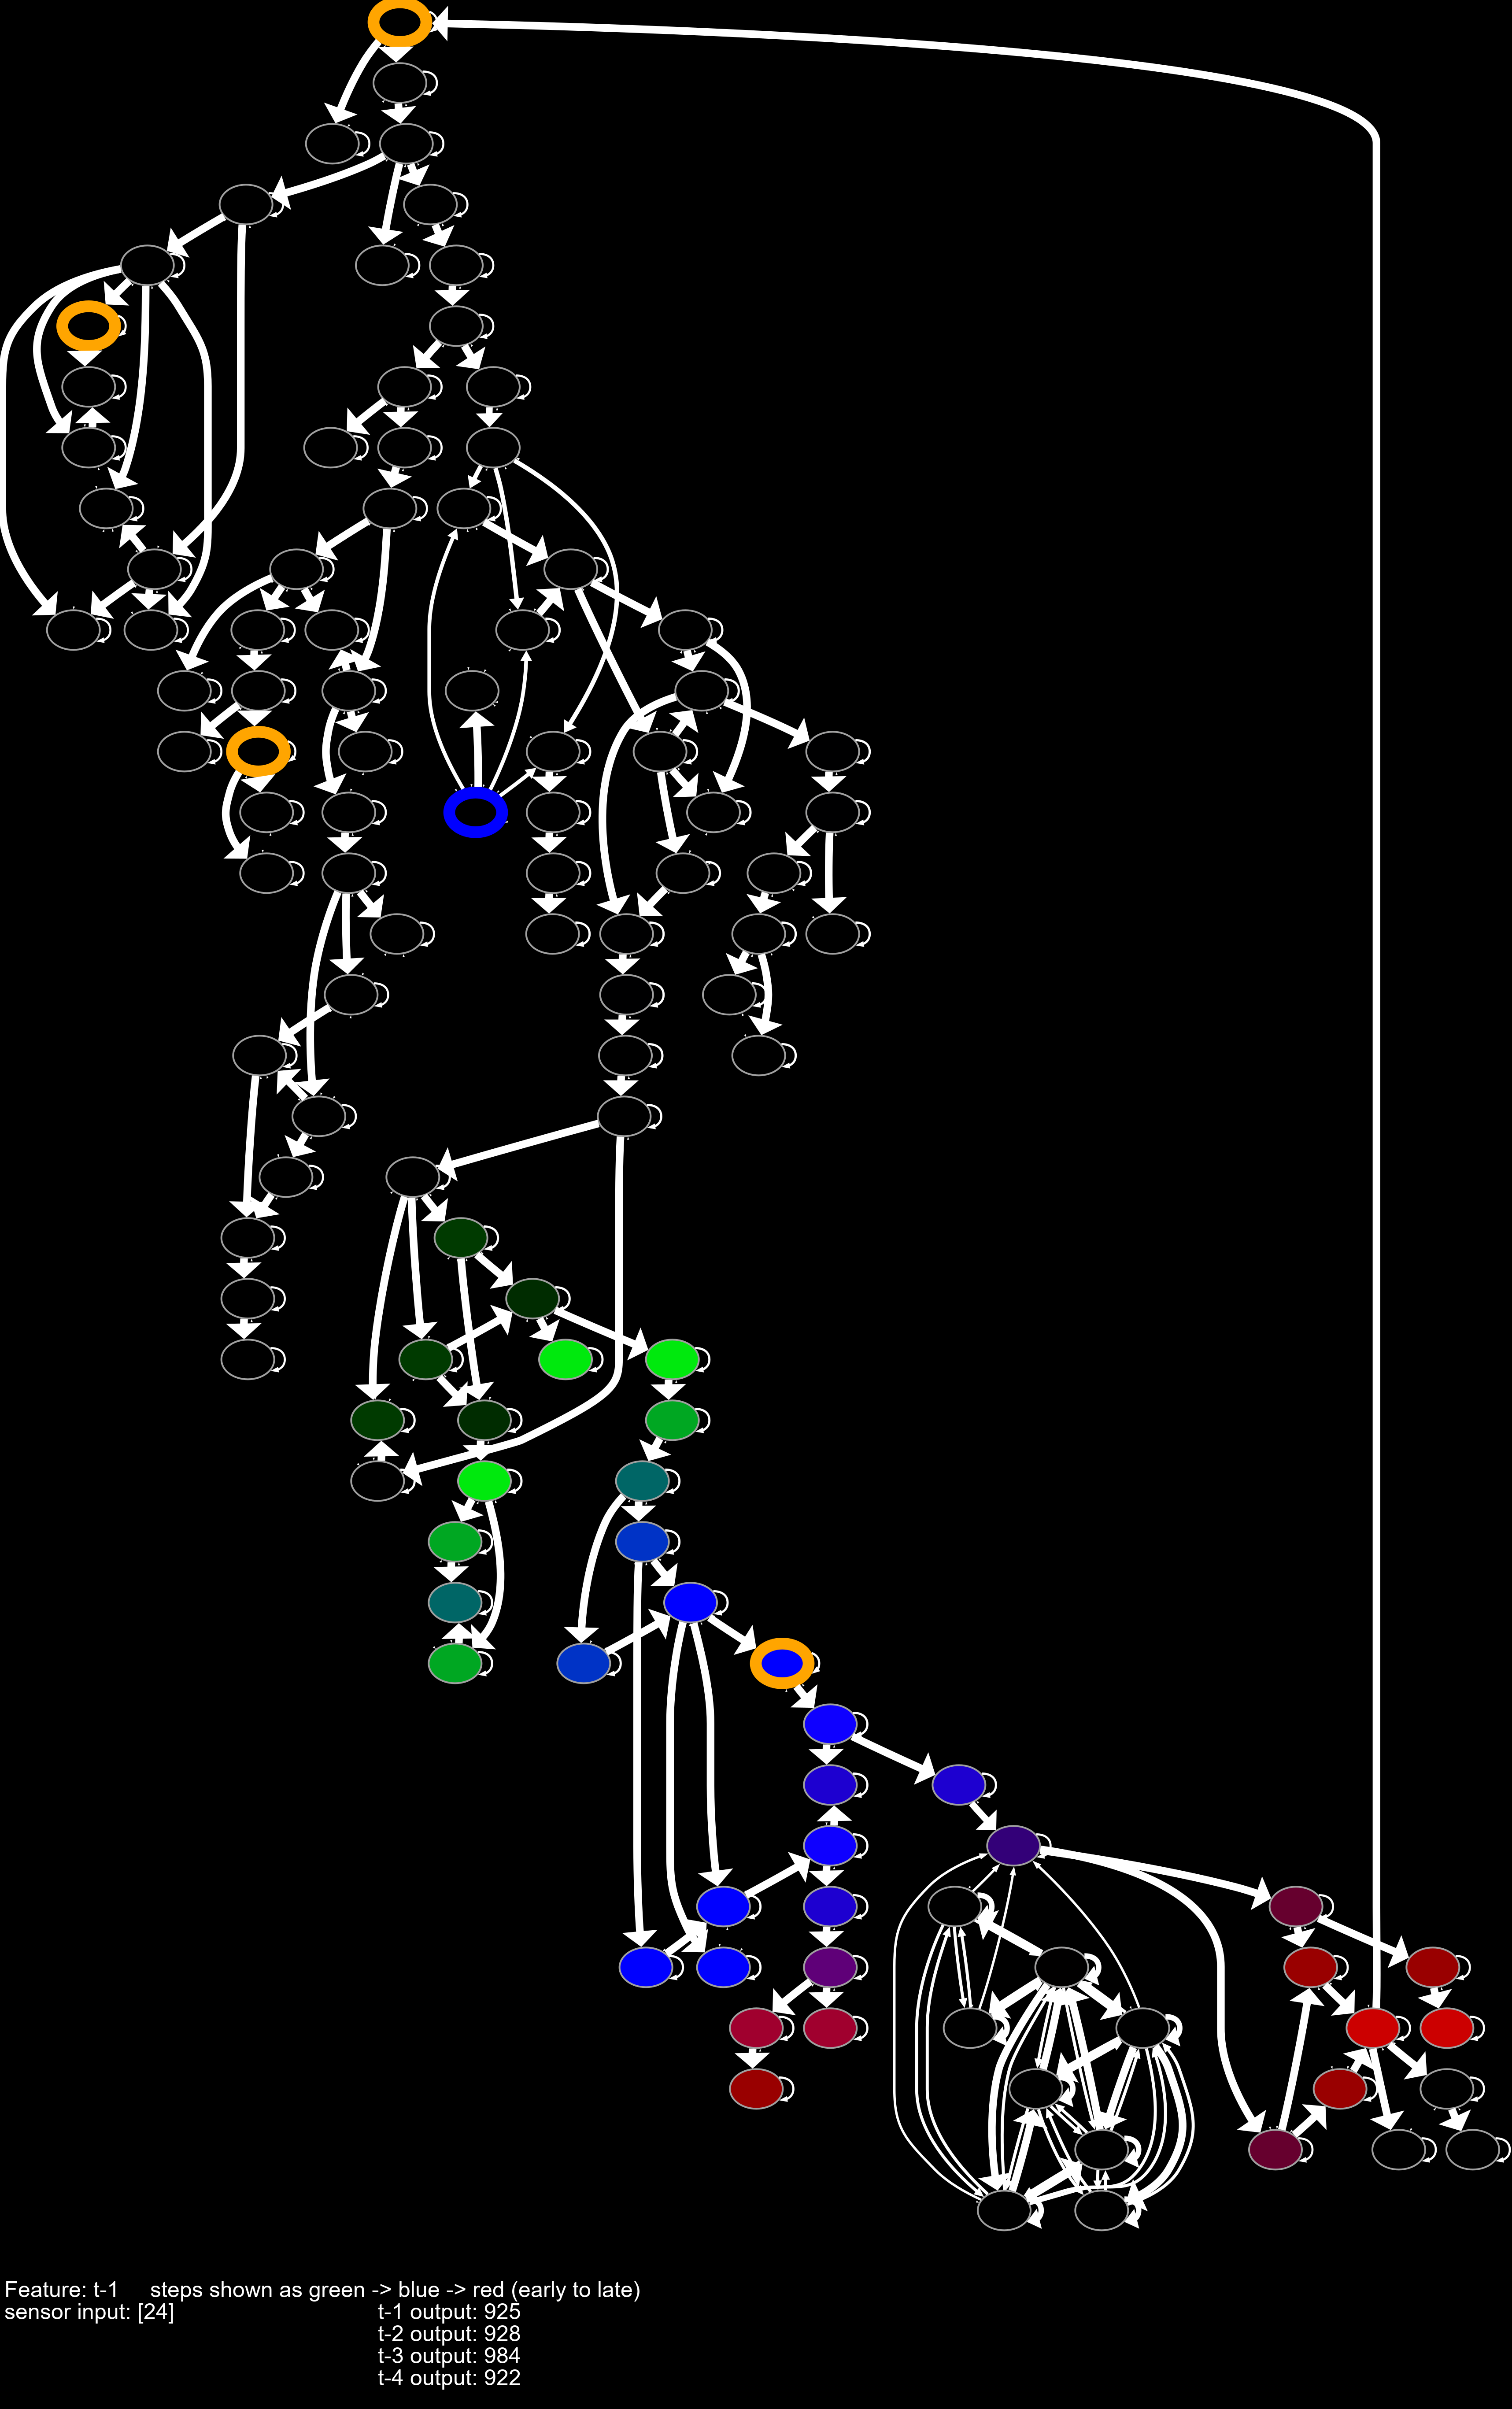 Feature: t-1 steps shown as green -> blue -> red (early to late)
sensor input: [24] t-1 output: 925
t-2 output: 928
t-3 output: 984
t-4 output: 922